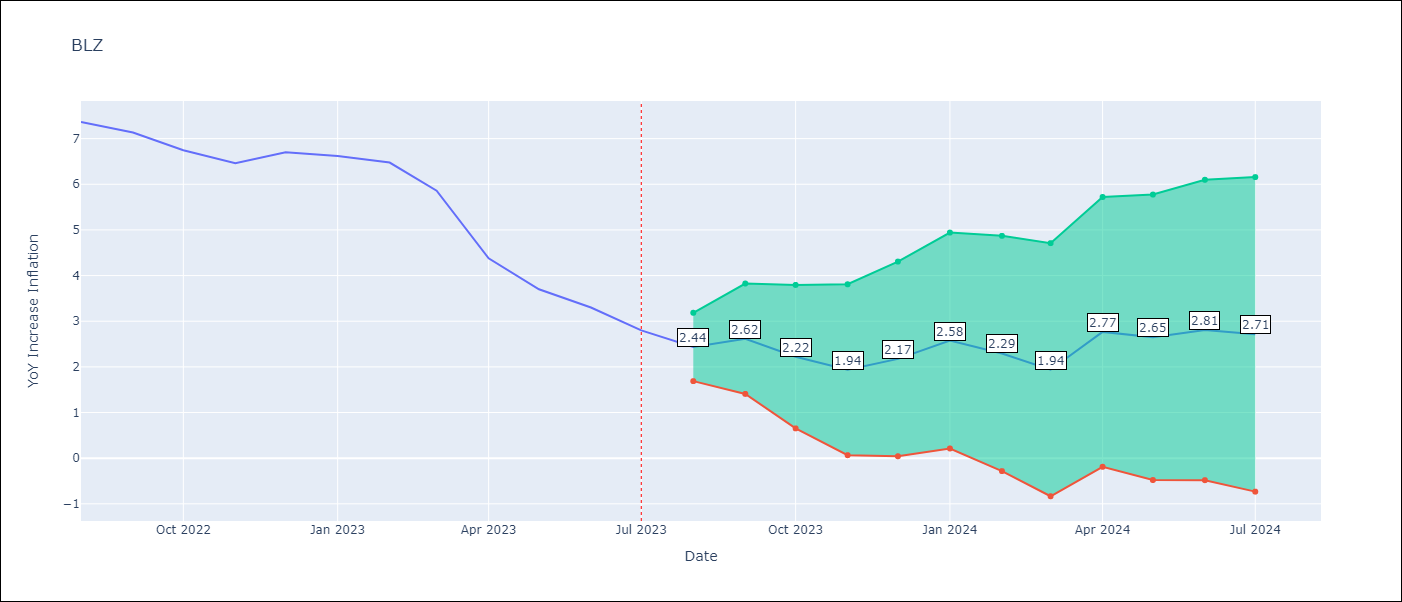 BLZ
YoY Increase Inflation
7
6
5
4
3
2
1
0
−1
2.44
2.62
2.22
1.94
2.17
2.58
2.29
1.94
2.77
2.65
2.81
2.71
Oct 2022
Jan 2023
Apr 2023
Jul 2023
Oct 2023
Jan 2024
Apr 2024
Jul 2024
Date